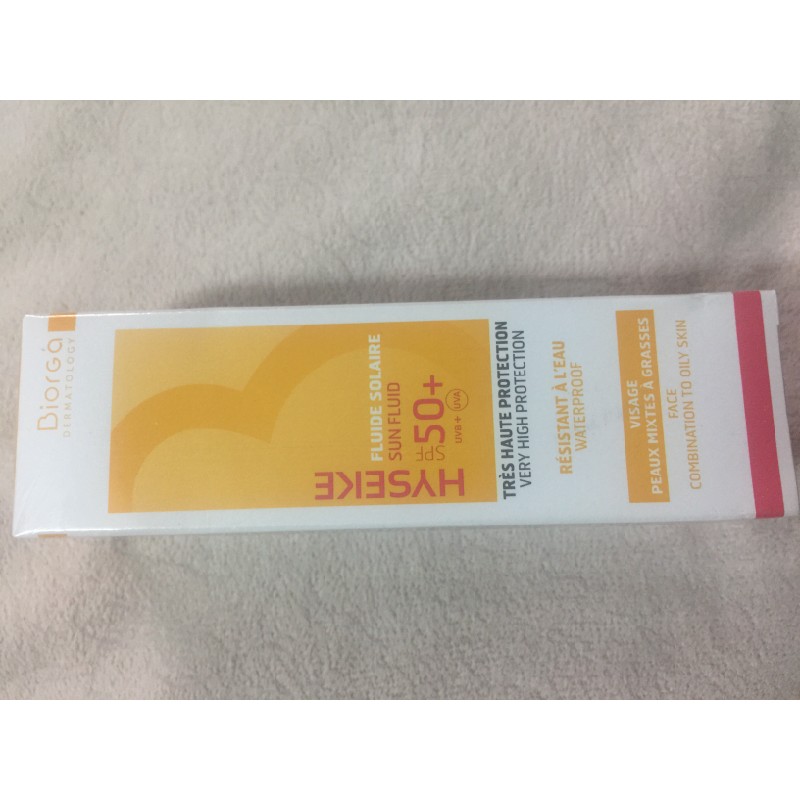 Biorga
DERMATOLOGY
HYSEKE
FLUIDE SOLAIRE
SUN FLUID
SPF 50+
UVB+ UVA
TRÈS HAUTE PROTECTION
VERY HIGH PROTECTION
RÉSISTANT À L'EAU
WATERPROOF
VISAGE
PEAUX MIXTES À GRASSES
FACE
COMBINATION TO OILY SKIN